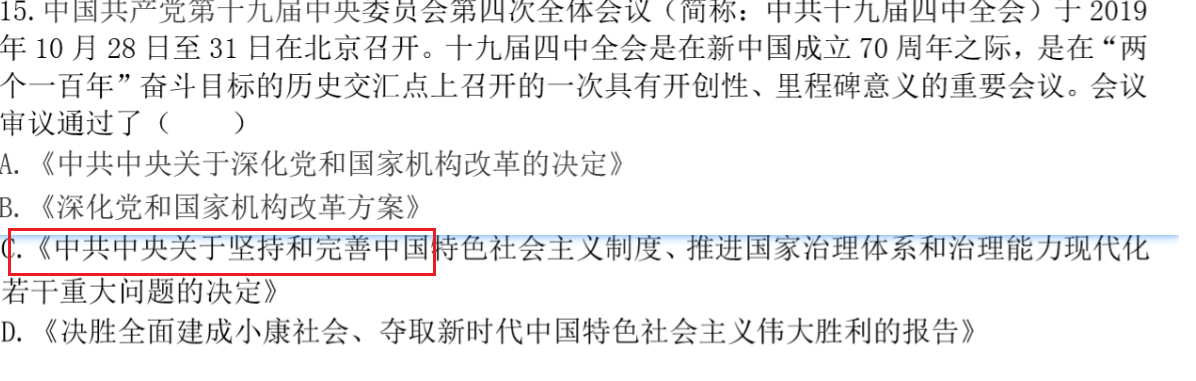 15.中国共产党第十九届中央委员会第四次全体会议（简称：中共十九届四中全会）于 2019
年 10 月 28 日至 31 日在北京召开。十九届四中全会是在新中国成立 70 周年之际，是在“两
个一百年”奋斗目标的历史交汇点上召开的一次具有开创性、里程碑意义的重要会议。会议
审议通过了（　　）
A.《中共中央关于深化党和国家机构改革的决定》
B.《深化党和国家机构改革方案》
C.《中共中央关于坚持和完善中国特色社会主义制度、推进国家治理体系和治理能力现代化
若干重大问题的决定》
D.《决胜全面建成小康社会、夺取新时代中国特色社会主义伟大胜利的报告》